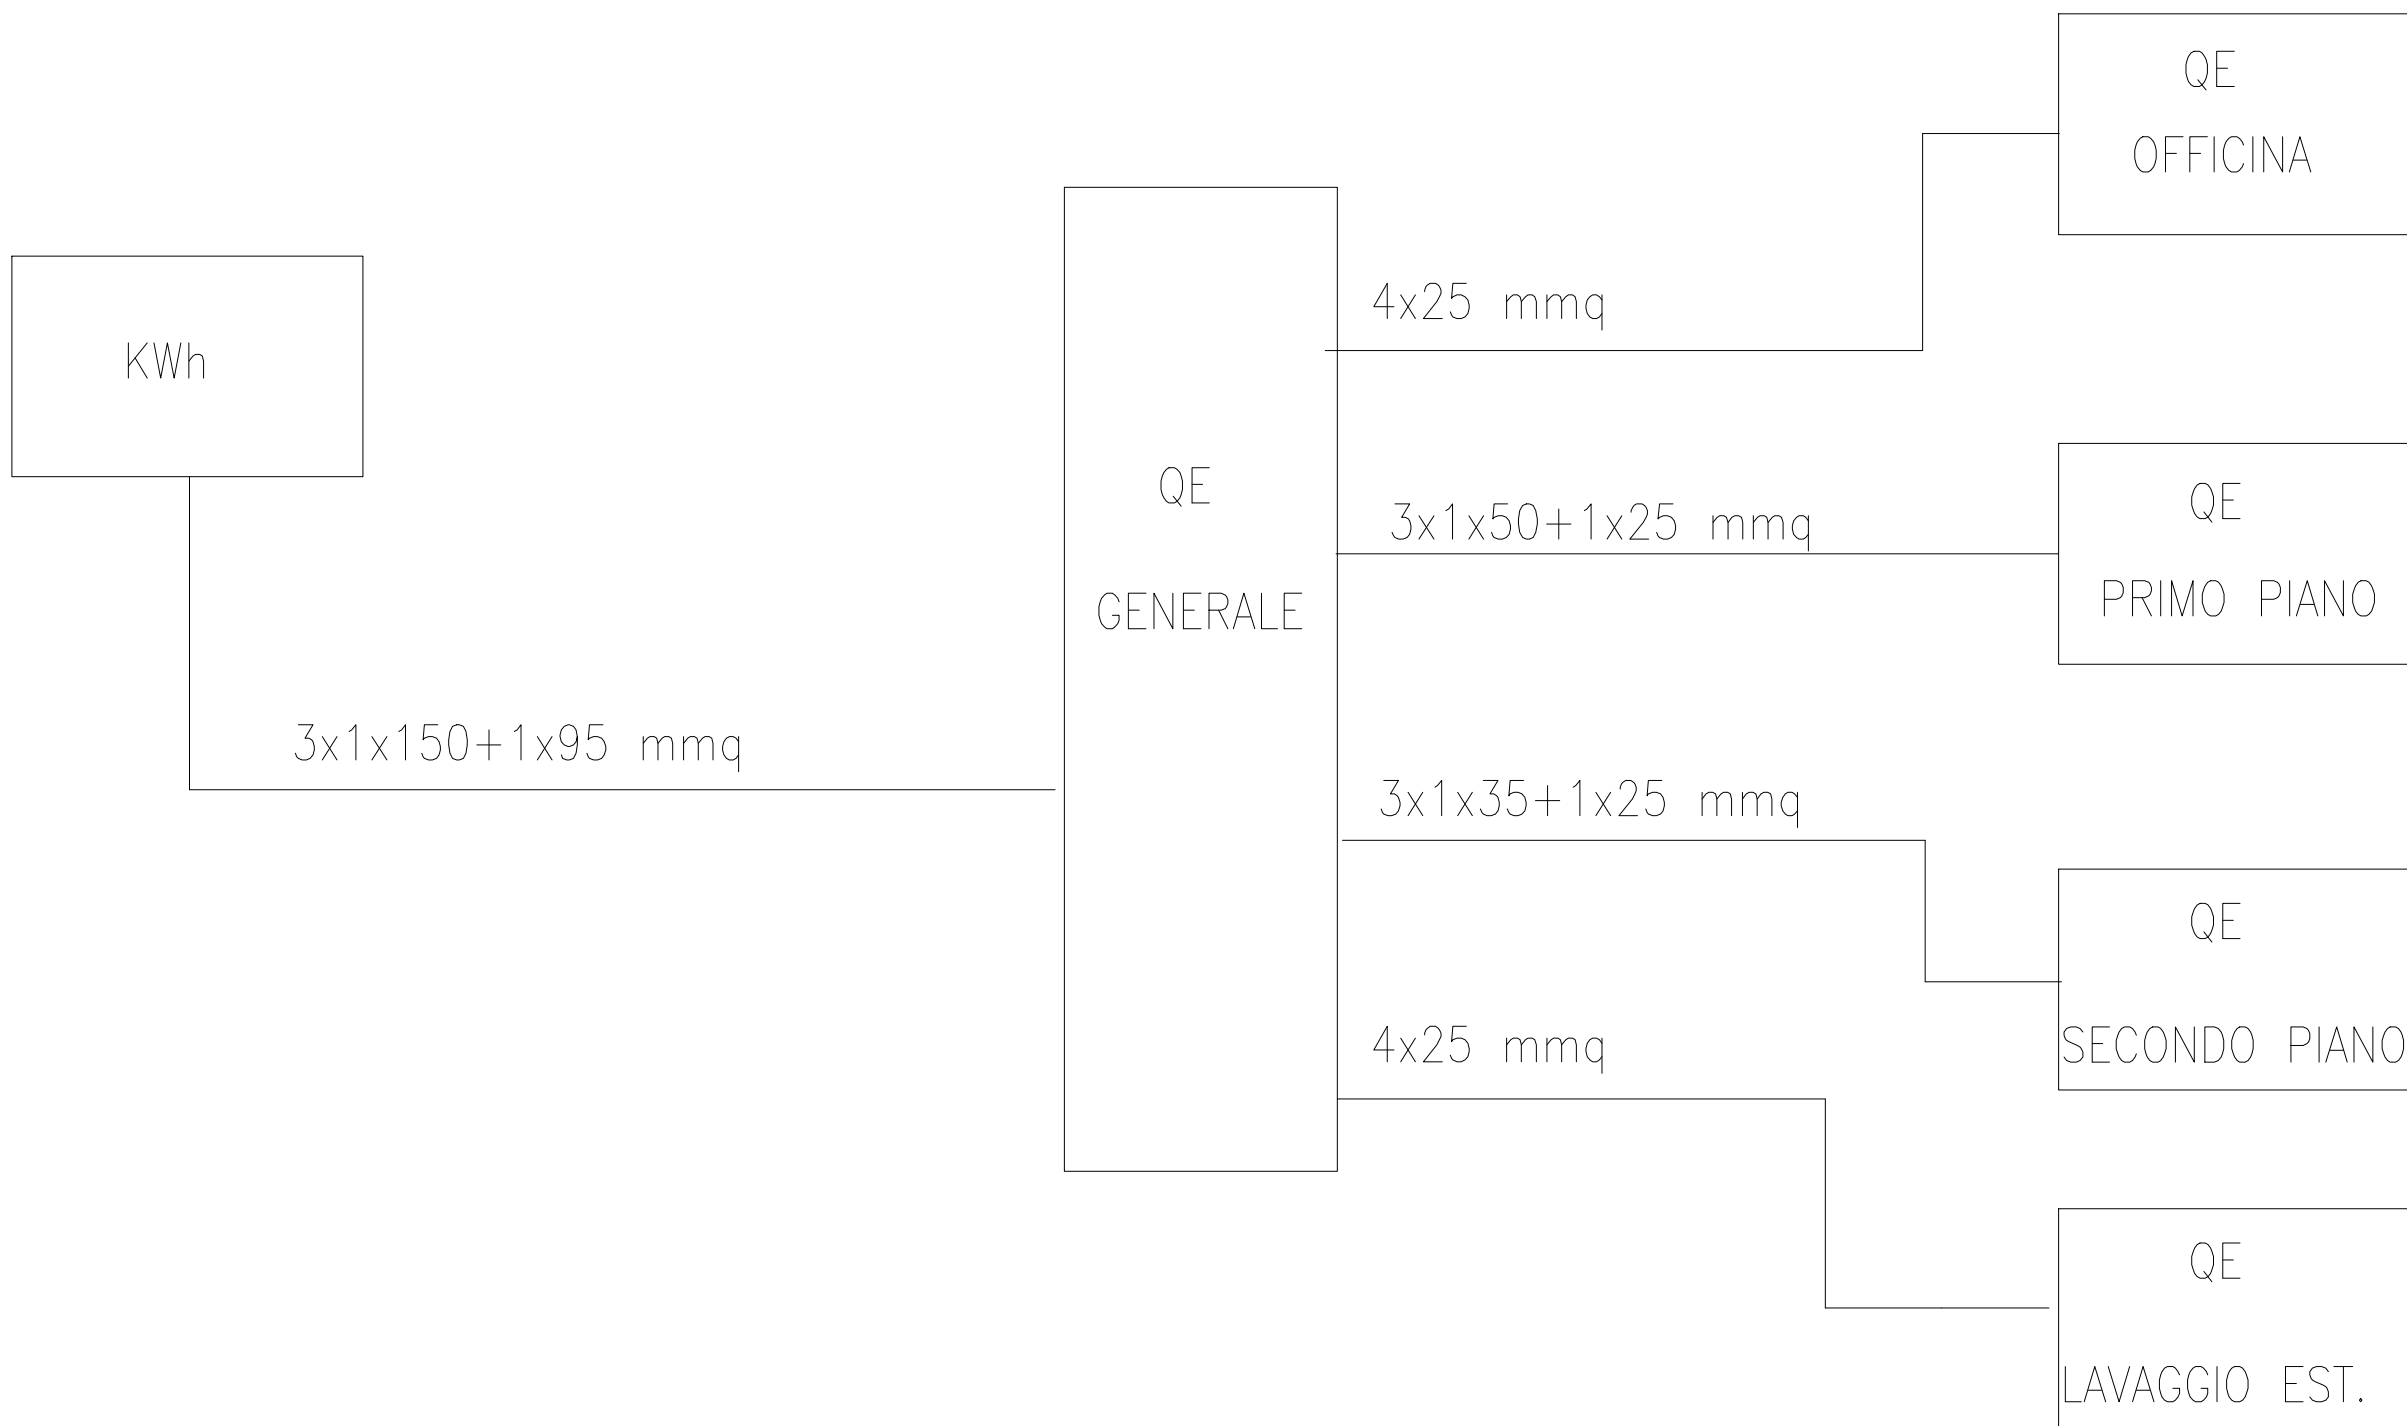 QE
OFFICINA
KWh
4x25 mmq
QE
GENERALE
3x1x50+1x25 mmq
QE
PRIMO PIANO
3x1x150+1x95 mmq
3x1x35+1x25 mmq
QE
SECONDO PIANO
4x25 mmq
QE
LAVAGGIO EST.